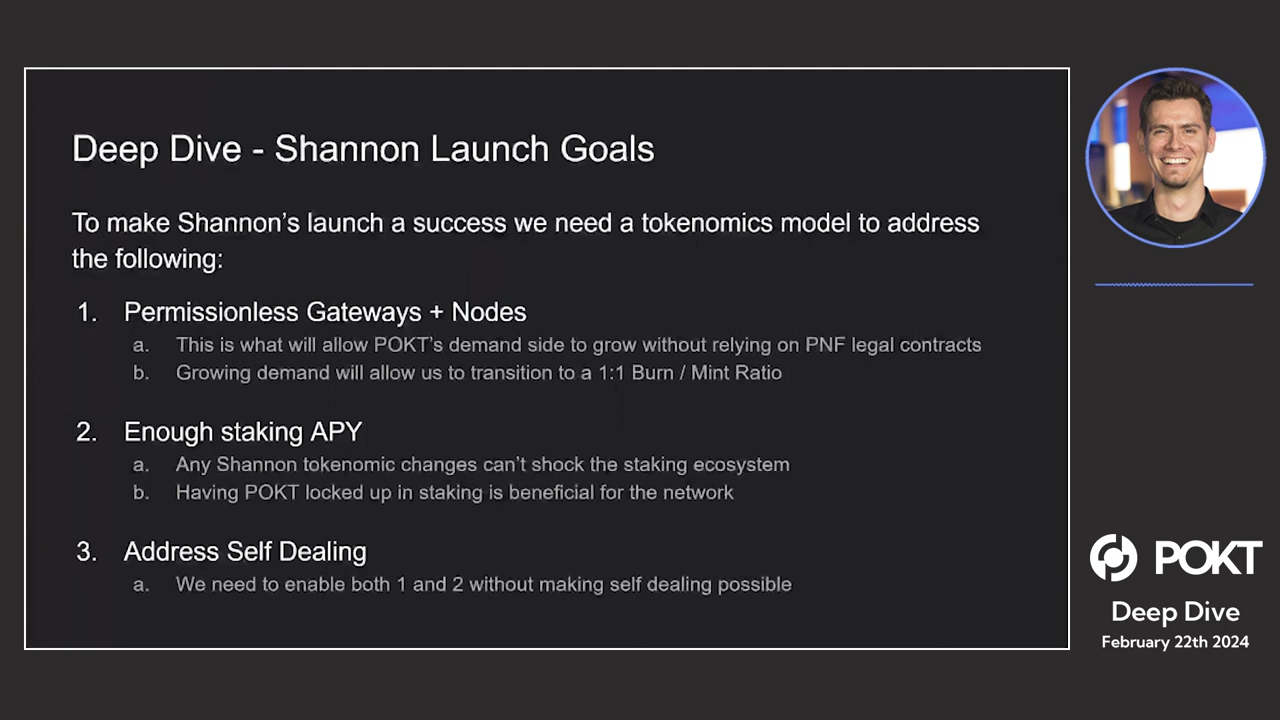 Deep Dive - Shannon Launch Goals
To make Shannon’s launch a success we need a tokenomics model to address
the following:
1. Permissionless Gateways + Nodes
a. This is what will allow POKT’s demand side to grow without relying on PNF legal contracts
b. Growing demand will allow us to transition to a 1:1 Burn / Mint Ratio
2. Enough staking APY
a. Any Shannon tokenomic changes can’t shock the staking ecosystem
b. Having POKT locked up in staking is beneficial for the network
3. Address Self Dealing
a. We need to enable both 1 and 2 without making self dealing possible
POKT
Deep Dive
February 22th 2024